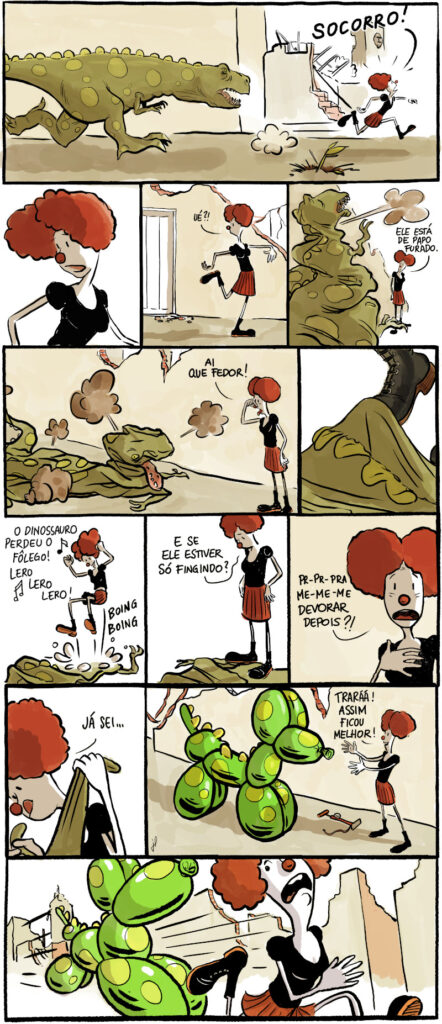 SOCORRO!
UÉ?!
ELE ESTÁ
DE PAPO
FURADO.
AI
QUE FEDOR!
O DINOSSAURO
PERDEU O
FÔLEGO!
LERO
LERO
LERO!
BOING
BOING
E SE
ELE ESTIVER
SÓ FINGINDO?
PR-PR-PRA
ME-ME-ME
DEVORAR
DEPOIS?!
JÁ SEI...
TRARÁÁ!
ASSIM
FICOU
MELHOR!